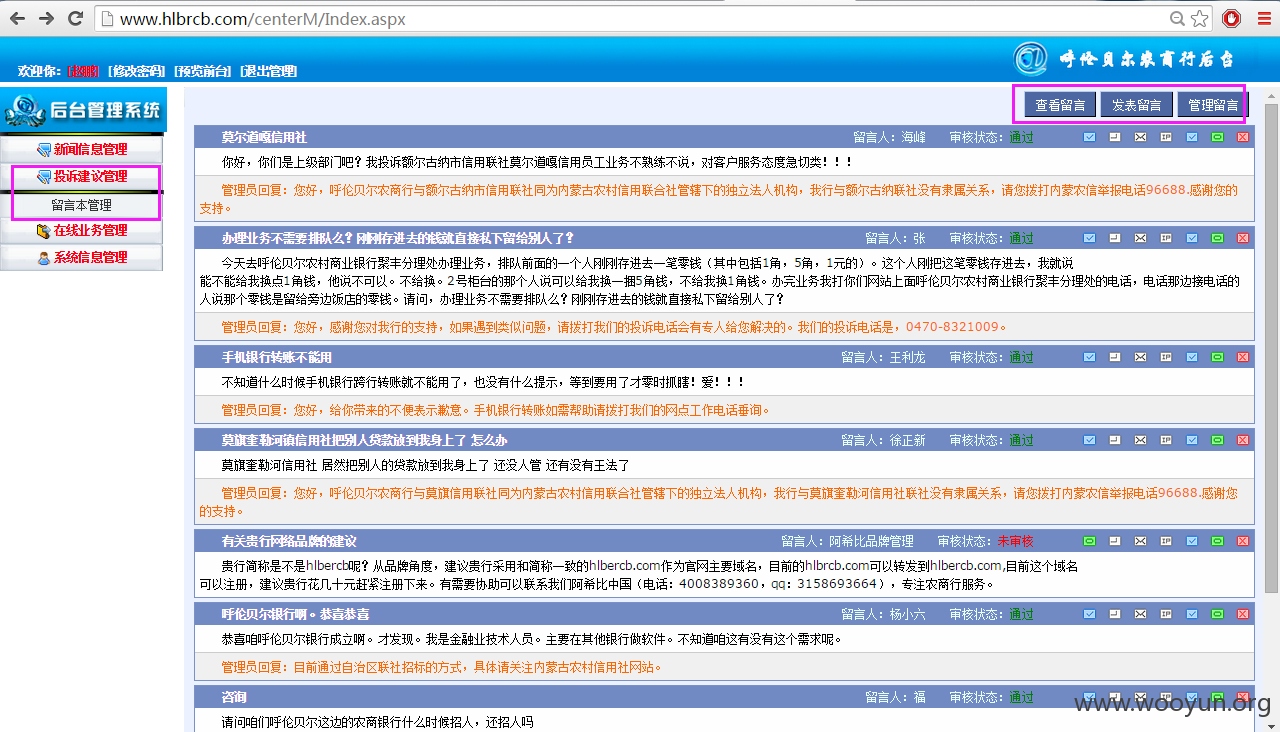 www.hlbrcb.com/centerM/Index.aspx
欢迎你: [赵鹏] [修改密码] [预览前台] [退出管理]
呼伦贝尔农商行后台
后台管理系统
新闻信息管理
投诉建议管理
留言本管理
在线业务管理
系统信息管理
查看留言 发表留言 管理留言
莫尔道嘎信用社 留言人：海峰 审核状态：通过
你好，你们是上级部门吧？我投诉额尔古纳市信用联社莫尔道嘎信用员工业务不熟练不说，对客户服务态度急切类！！！
管理员回复：您好，呼伦贝尔农商行与额尔古纳市信用联社同为内蒙古农村信用联合社管辖下的独立法人机构，我行与额尔古纳联社没有隶属关系，请您拨打内蒙农信举报电话96688.感谢您的
支持。
办理业务不需要排队么？刚刚存进去的钱就直接私下留给别人了？ 留言人：张 审核状态：通过
今天去呼伦贝尔农村商业银行聚丰分理处办理业务，排队前面的一个人刚刚存进去一笔零钱（其中包括1角，5角，1元的）。这个人刚把这笔零钱存进去，我就说
能不能给我换点1角钱，他说不可以。不给换。2号柜台的那个人说可以给我换一捆5角钱，不给我换1角钱。办完业务我打你们网站上面呼伦贝尔农村商业银行聚丰分理处的电话，电话那边接电话的
人说那个零钱是留给旁边饭店的零钱。请问，办理业务不需要排队么？刚刚存进去的钱就直接私下留给别人了？
管理员回复：您好，感谢您对我行的支持，如果遇到类似问题，请拨打我们的投诉电话会有专人给您解决的。我们的投诉电话是，0470-8321009。
手机银行转账不能用 留言人：王利龙 审核状态：通过
不知道什么时候手机银行跨行转账就不能用了，也没有什么提示，等到要用了才零时抓瞎！爱！！！
管理员回复：您好，给你带来的不便表示歉意。手机银行转账如需帮助请拨打我们的网点工作电话垂询。
莫旗奎勒河镇信用社把别人贷款放到我身上了 怎么办 留言人：徐正新 审核状态：通过
莫旗奎勒河信用社 居然把别人的贷款放到我身上了 还没人管 还有没有王法了
管理员回复：您好，呼伦贝尔农商行与莫旗信用联社同为内蒙古农村信用联合社管辖下的独立法人机构，我行与莫旗奎勒河信用社联社没有隶属关系，请您拨打内蒙农信举报电话96688.感谢您
的支持。
有关贵行网络品牌的建议 留言人：阿希比品牌管理 审核状态：未审核
贵行简称是不是hlbercb呢？从品牌角度，建议贵行采用和简称一致的hlbercb.com作为官网主要域名，目前的hlbrcb.com可以转发到hlbercb.com,目前这个域名
可以注册，建议贵行花几十元赶紧注册下来。有需要协助可以联系我们阿希比中国（电话：4008389360，qq：3158693664），专注农商行服务。
呼伦贝尔银行啊。恭喜恭喜 留言人：杨小六 审核状态：通过
恭喜咱呼伦贝尔银行成立啊。才发现。我是金融业技术人员。主要在其他银行做软件。不知道咱这有没有这个需求呢。
管理员回复：目前通过自治区联社招标的方式，具体请关注内蒙古农村信用社网站。
咨询 留言人：福 审核状态：通过
请问咱们呼伦贝尔这边的农商银行什么时候招人，还招人吗
www.wooyun.org